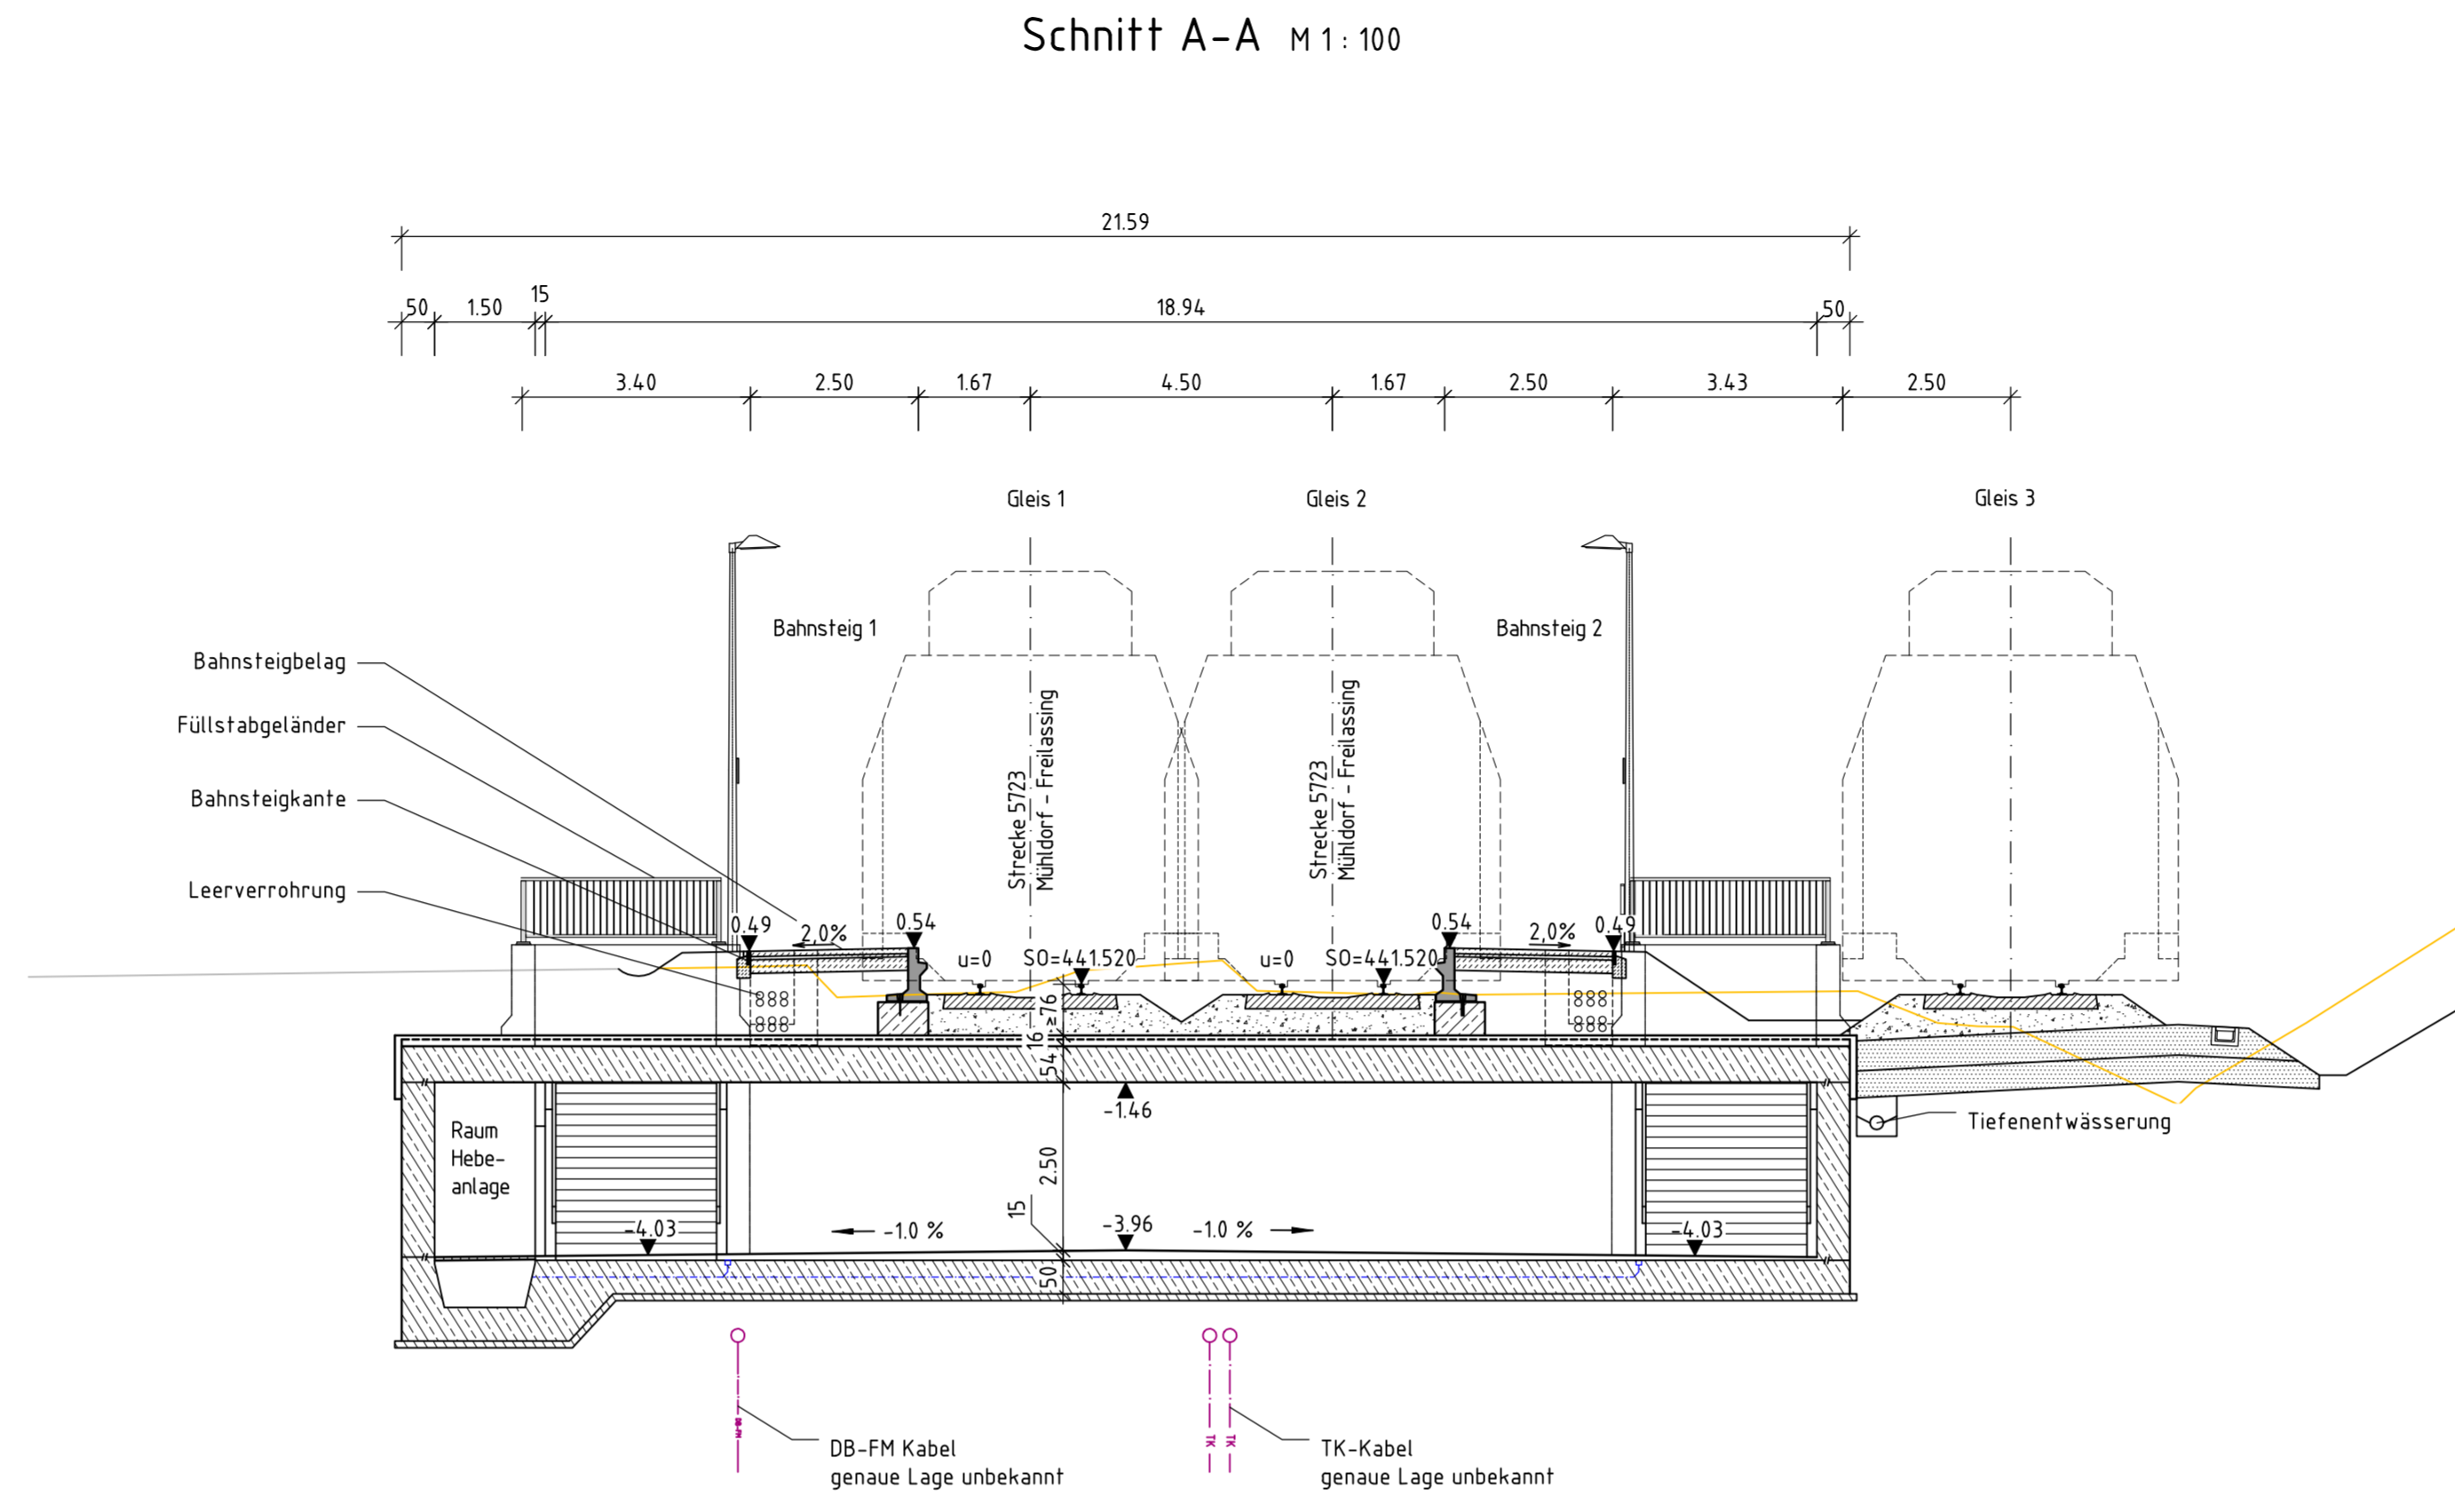 Schnitt A-A M 1 : 100
21.59
50 1.50 15 18.94 50
3.40 2.50 1.67 4.50 1.67 2.50 3.43 2.50
Gleis 1 Gleis 2 Gleis 3
Bahnsteig 1 Bahnsteig 2
Bahnsteigbelag
Füllstabgeländer
Bahnsteigkante
Leerverrohrung
Strecke 5723
Mühldorf - Freilassing
Strecke 5723
Mühldorf - Freilassing
0.49 2,0% 0.54 0.54 2,0% 0.49
u=0 SO=441.520 u=0 SO=441.520
≥76
16
54
-1.46
Tiefenentwässerung
Raum
Hebe-
anlage
2.50
15
-4.03 -1.0 % -3.96 -1.0 % -4.03
50
DB-FM
TK TK
DB-FM Kabel
genaue Lage unbekannt
TK-Kabel
genaue Lage unbekannt